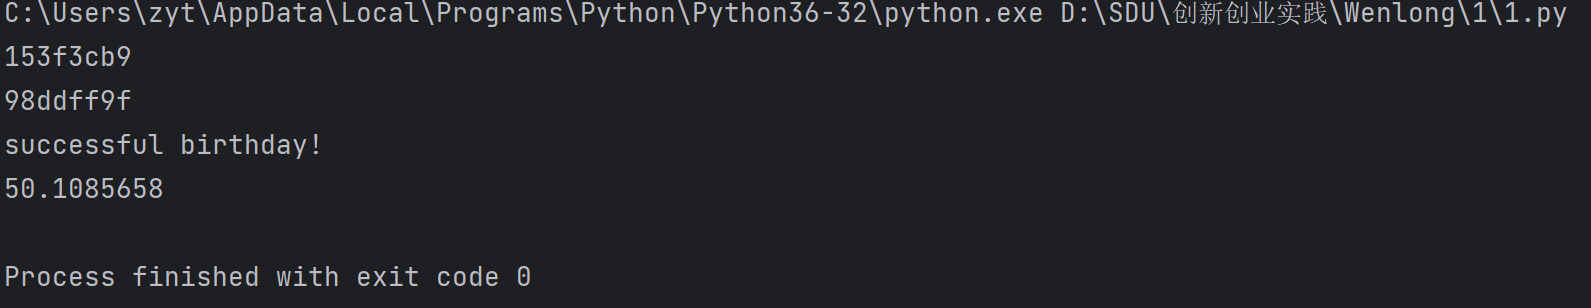 C:\Users\zyt\AppData\Local\Programs\Python\Python36-32\python.exe D:\SDU\创新创业实践\Wenlong\1\1.py
153f3cb9
98ddff9f
successful birthday!
50.1085658
Process finished with exit code 0